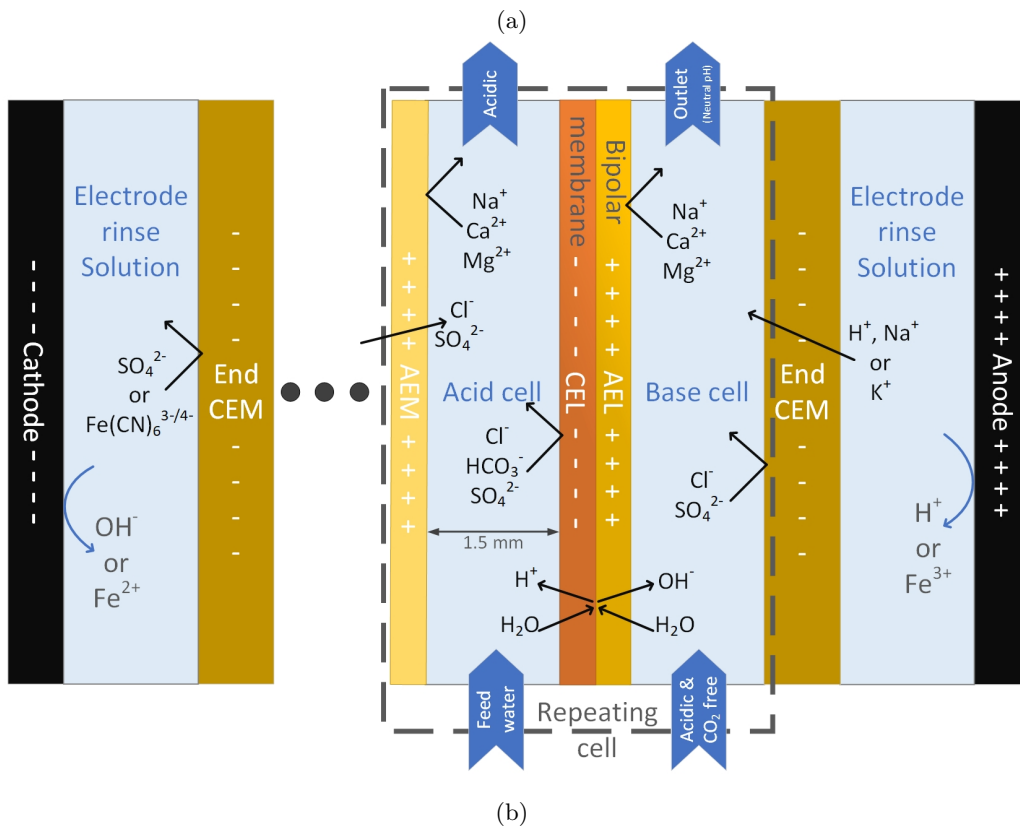 (a)
Acidic
Outlet
(Neutral pH)
Electrode
rinse
Solution
- - - - Cathode - - - -
SO₄²⁻
or
Fe(CN)₆³⁻/⁴⁻
OH⁻
or
Fe²⁺
- - - -
End
CEM
- - - -
+ + + + AEM + + + +
Na⁺
Ca²⁺
Mg²⁺
Cl⁻
SO₄²⁻
Acid cell
Cl⁻
HCO₃⁻
SO₄²⁻
1.5 mm
H⁺
H₂O
membrane
- - - - CEL - - - -
Bipolar
+ + + + + AEL + + + +
Na⁺
Ca²⁺
Mg²⁺
Base cell
Cl⁻
SO₄²⁻
OH⁻
H₂O
- - - -
End
CEM
- - - -
Electrode
rinse
Solution
H⁺, Na⁺
or
K⁺
H⁺
or
Fe³⁺
+ + + + Anode + + + +
Feed
water
Repeating
cell
Acidic &
CO₂ free
(b)